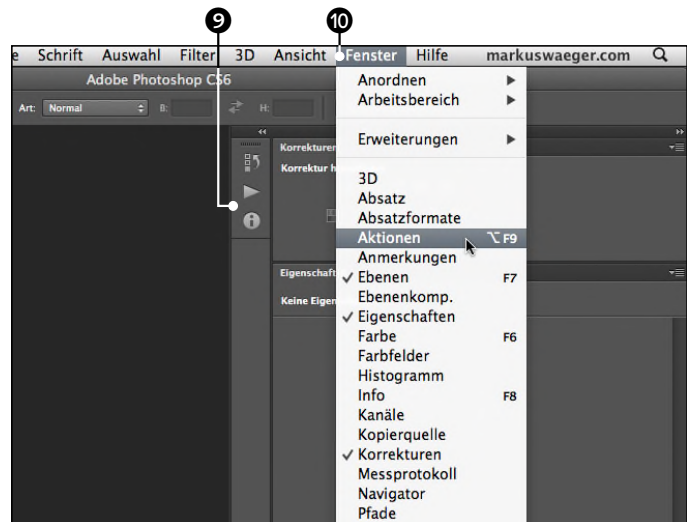 9 10
e Schrift Auswahl Filter 3D Ansicht Fenster Hilfe markuswaeger.com
Adobe Photoshop CS6
Art: Normal B: H:
Anordnen
Arbeitsbereich
Erweiterungen
Korrekturen
Korrektur h
3D
Absatz
Absatzformate
Aktionen ⌥F9
Anmerkungen
Eigenschaft
✓ Ebenen F7
Keine Eigen
Ebenenkomp.
✓ Eigenschaften
Farbe F6
Farbfelder
Histogramm
Info F8
Kanäle
Kopierquelle
✓ Korrekturen
Messprotokoll
Navigator
Pfade